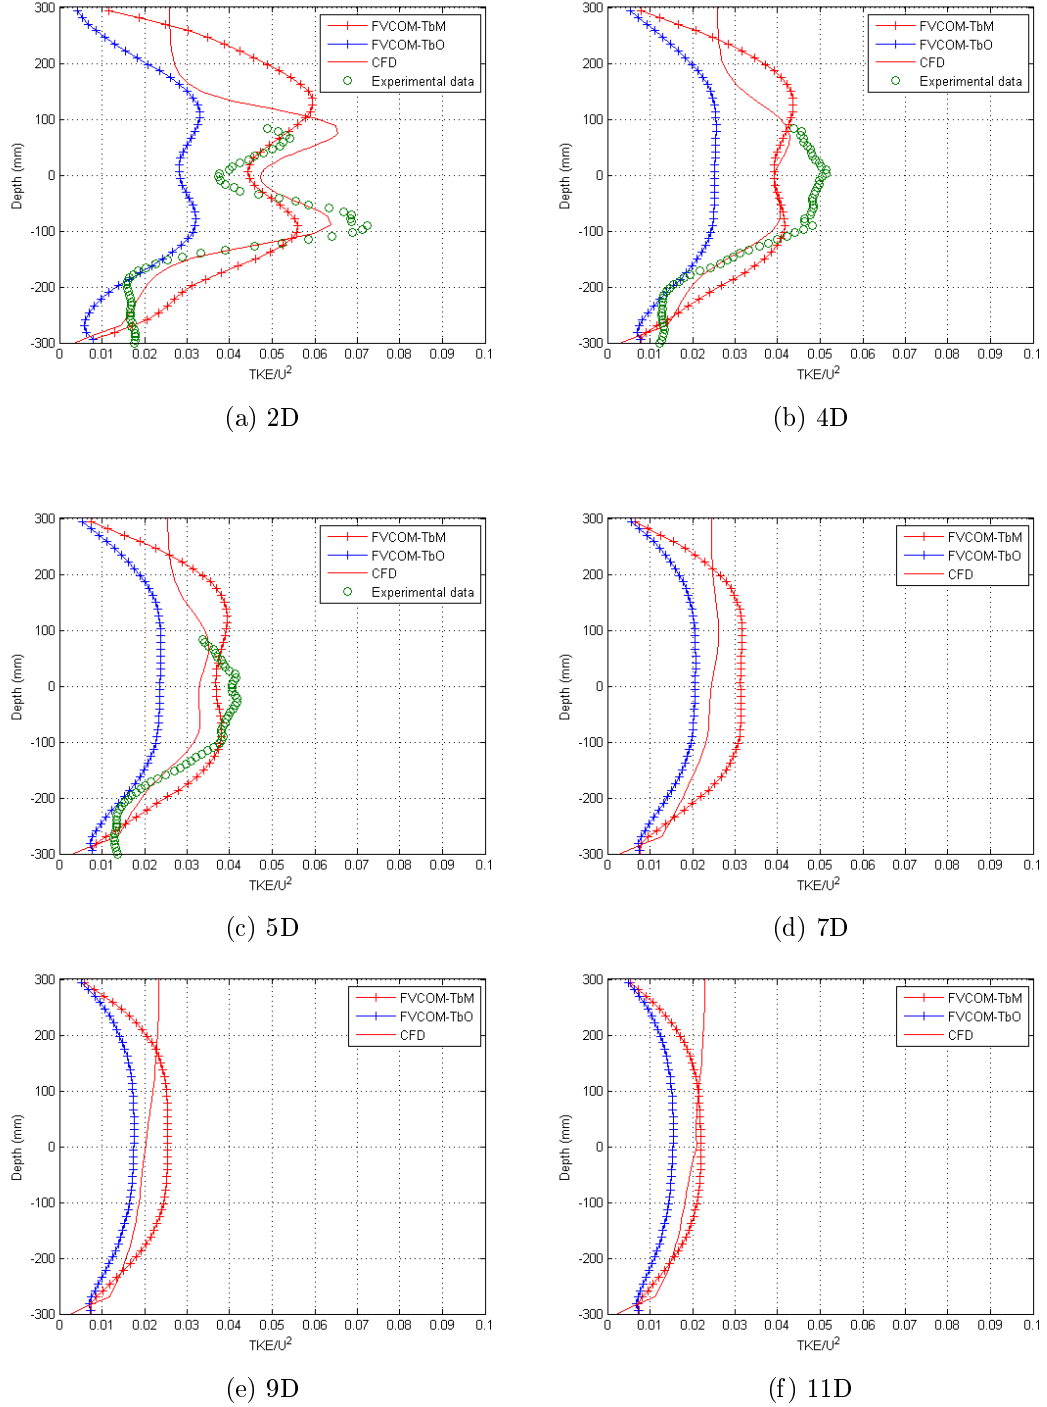 300
200
100
0
-100
-200
-300
Depth (mm)
0 0.01 0.02 0.03 0.04 0.05 0.06 0.07 0.08 0.09 0.1
TKE/U²
FVCOM-TbM
FVCOM-TbO
CFD
Experimental data
(a) 2D
300
200
100
0
-100
-200
-300
Depth (mm)
0 0.01 0.02 0.03 0.04 0.05 0.06 0.07 0.08 0.09 0.1
TKE/U²
FVCOM-TbM
FVCOM-TbO
CFD
Experimental data
(b) 4D
300
200
100
0
-100
-200
-300
Depth (mm)
0 0.01 0.02 0.03 0.04 0.05 0.06 0.07 0.08 0.09 0.1
TKE/U²
FVCOM-TbM
FVCOM-TbO
CFD
Experimental data
(c) 5D
300
200
100
0
-100
-200
-300
Depth (mm)
0 0.01 0.02 0.03 0.04 0.05 0.06 0.07 0.08 0.09 0.1
TKE/U²
FVCOM-TbM
FVCOM-TbO
CFD
(d) 7D
300
200
100
0
-100
-200
-300
Depth (mm)
0 0.01 0.02 0.03 0.04 0.05 0.06 0.07 0.08 0.09 0.1
TKE/U²
FVCOM-TbM
FVCOM-TbO
CFD
(e) 9D
300
200
100
0
-100
-200
-300
Depth (mm)
0 0.01 0.02 0.03 0.04 0.05 0.06 0.07 0.08 0.09 0.1
TKE/U²
FVCOM-TbM
FVCOM-TbO
CFD
(f) 11D